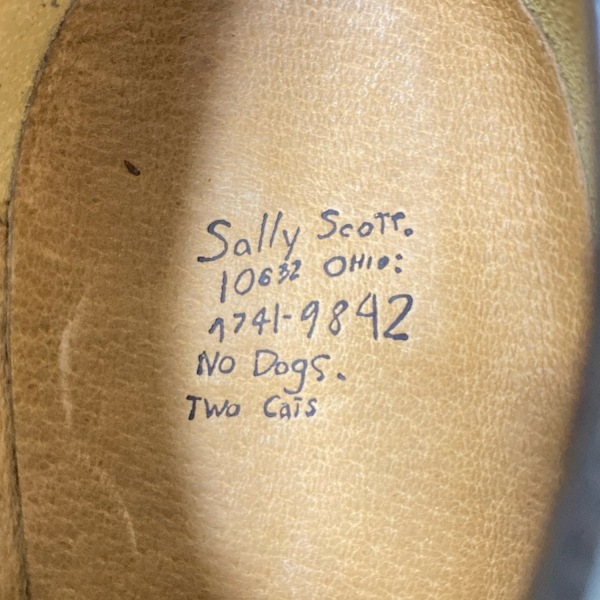 Sally Scott.
10632 OHIO:
1741-9842
No Dogs.
Two Cats